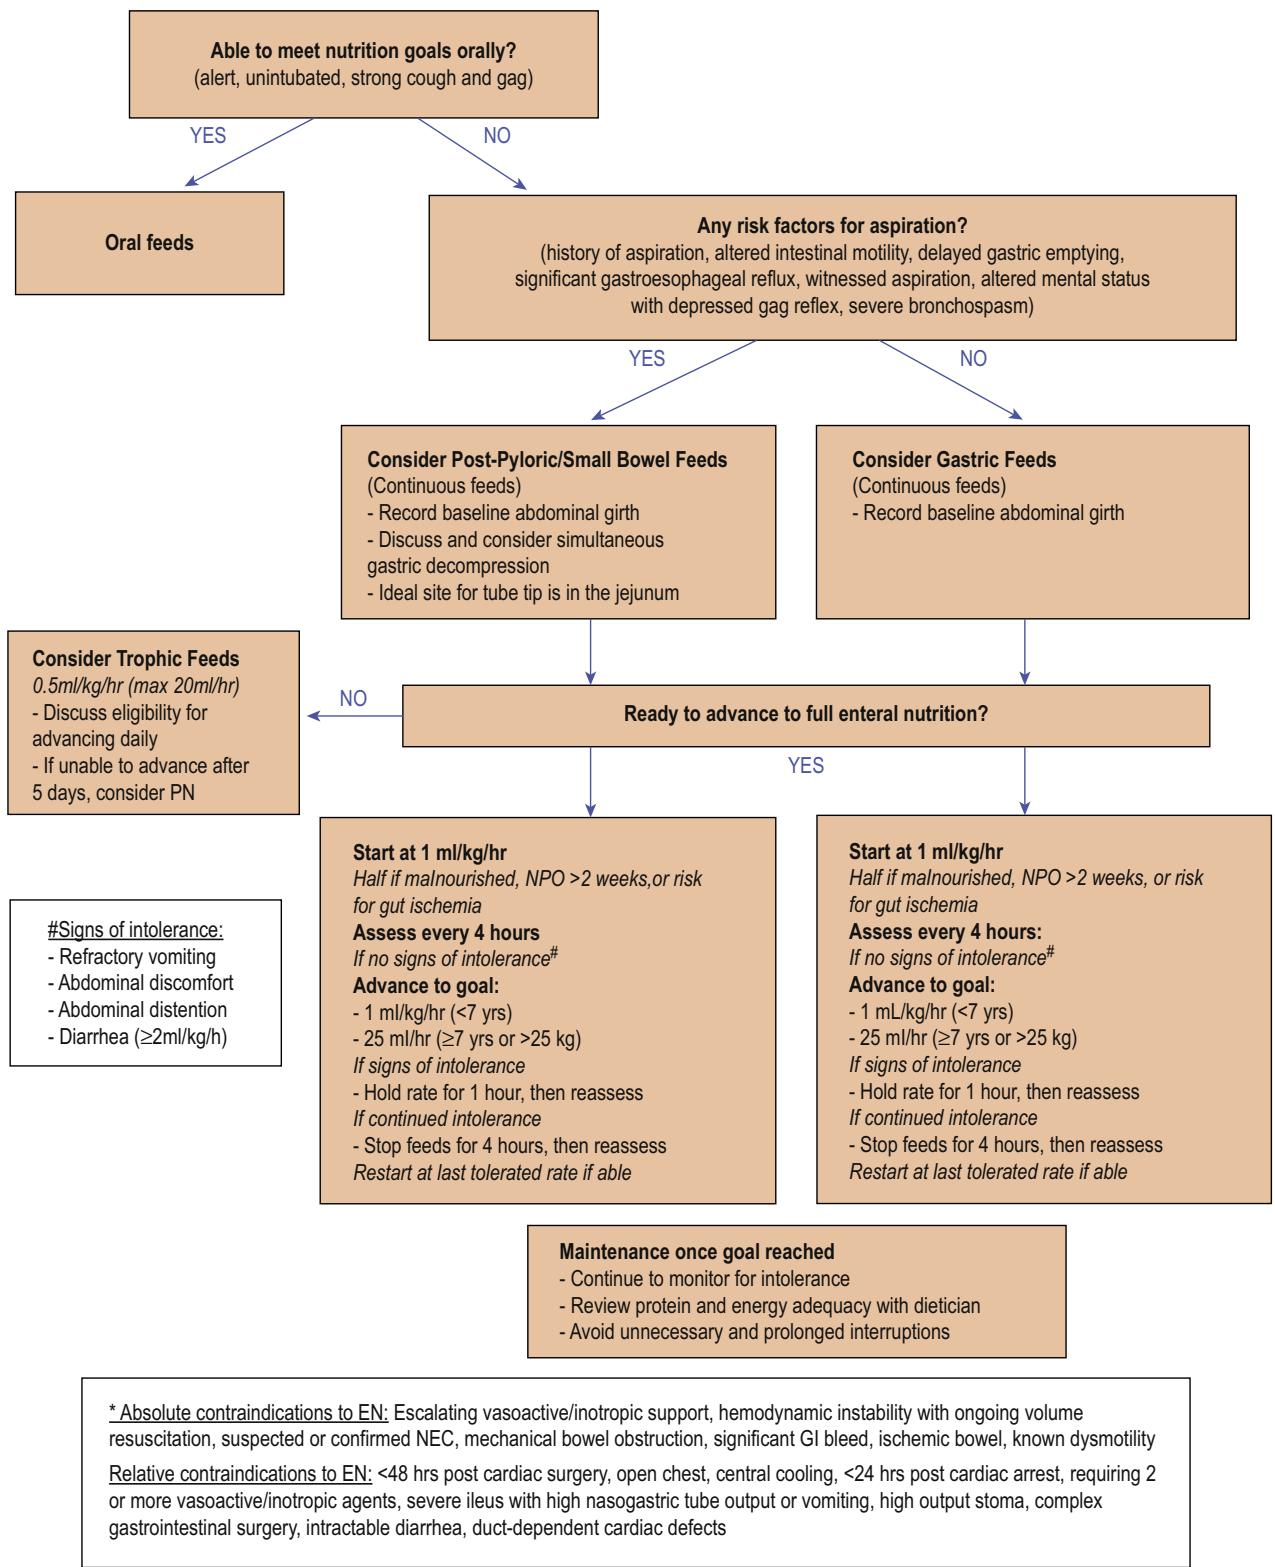 Able to meet nutrition goals orally?
(alert, unintubated, strong cough and gag)
YES
NO
Oral feeds
Any risk factors for aspiration?
(history of aspiration, altered intestinal motility, delayed gastric emptying,
significant gastroesophageal reflux, witnessed aspiration, altered mental status
with depressed gag reflex, severe bronchospasm)
YES
NO
Consider Post-Pyloric/Small Bowel Feeds
(Continuous feeds)
- Record baseline abdominal girth
- Discuss and consider simultaneous
gastric decompression
- Ideal site for tube tip is in the jejunum
Consider Gastric Feeds
(Continuous feeds)
- Record baseline abdominal girth
Consider Trophic Feeds
0.5ml/kg/hr (max 20ml/hr)
- Discuss eligibility for
advancing daily
- If unable to advance after
5 days, consider PN
NO
Ready to advance to full enteral nutrition?
YES
Start at 1 ml/kg/hr
Half if malnourished, NPO >2 weeks,or risk
for gut ischemia
Assess every 4 hours
If no signs of intolerance#
Advance to goal:
- 1 ml/kg/hr (<7 yrs)
- 25 ml/hr (≥7 yrs or >25 kg)
If signs of intolerance
- Hold rate for 1 hour, then reassess
If continued intolerance
- Stop feeds for 4 hours, then reassess
Restart at last tolerated rate if able
Start at 1 ml/kg/hr
Half if malnourished, NPO >2 weeks, or risk
for gut ischemia
Assess every 4 hours:
If no signs of intolerance#
Advance to goal:
- 1 mL/kg/hr (<7 yrs)
- 25 ml/hr (≥7 yrs or >25 kg)
If signs of intolerance
- Hold rate for 1 hour, then reassess
If continued intolerance
- Stop feeds for 4 hours, then reassess
Restart at last tolerated rate if able
#Signs of intolerance:
- Refractory vomiting
- Abdominal discomfort
- Abdominal distention
- Diarrhea (≥2ml/kg/h)
Maintenance once goal reached
- Continue to monitor for intolerance
- Review protein and energy adequacy with dietician
- Avoid unnecessary and prolonged interruptions
* Absolute contraindications to EN: Escalating vasoactive/inotropic support, hemodynamic instability with ongoing volume
resuscitation, suspected or confirmed NEC, mechanical bowel obstruction, significant GI bleed, ischemic bowel, known dysmotility
Relative contraindications to EN: <48 hrs post cardiac surgery, open chest, central cooling, <24 hrs post cardiac arrest, requiring 2
or more vasoactive/inotropic agents, severe ileus with high nasogastric tube output or vomiting, high output stoma, complex
gastrointestinal surgery, intractable diarrhea, duct-dependent cardiac defects